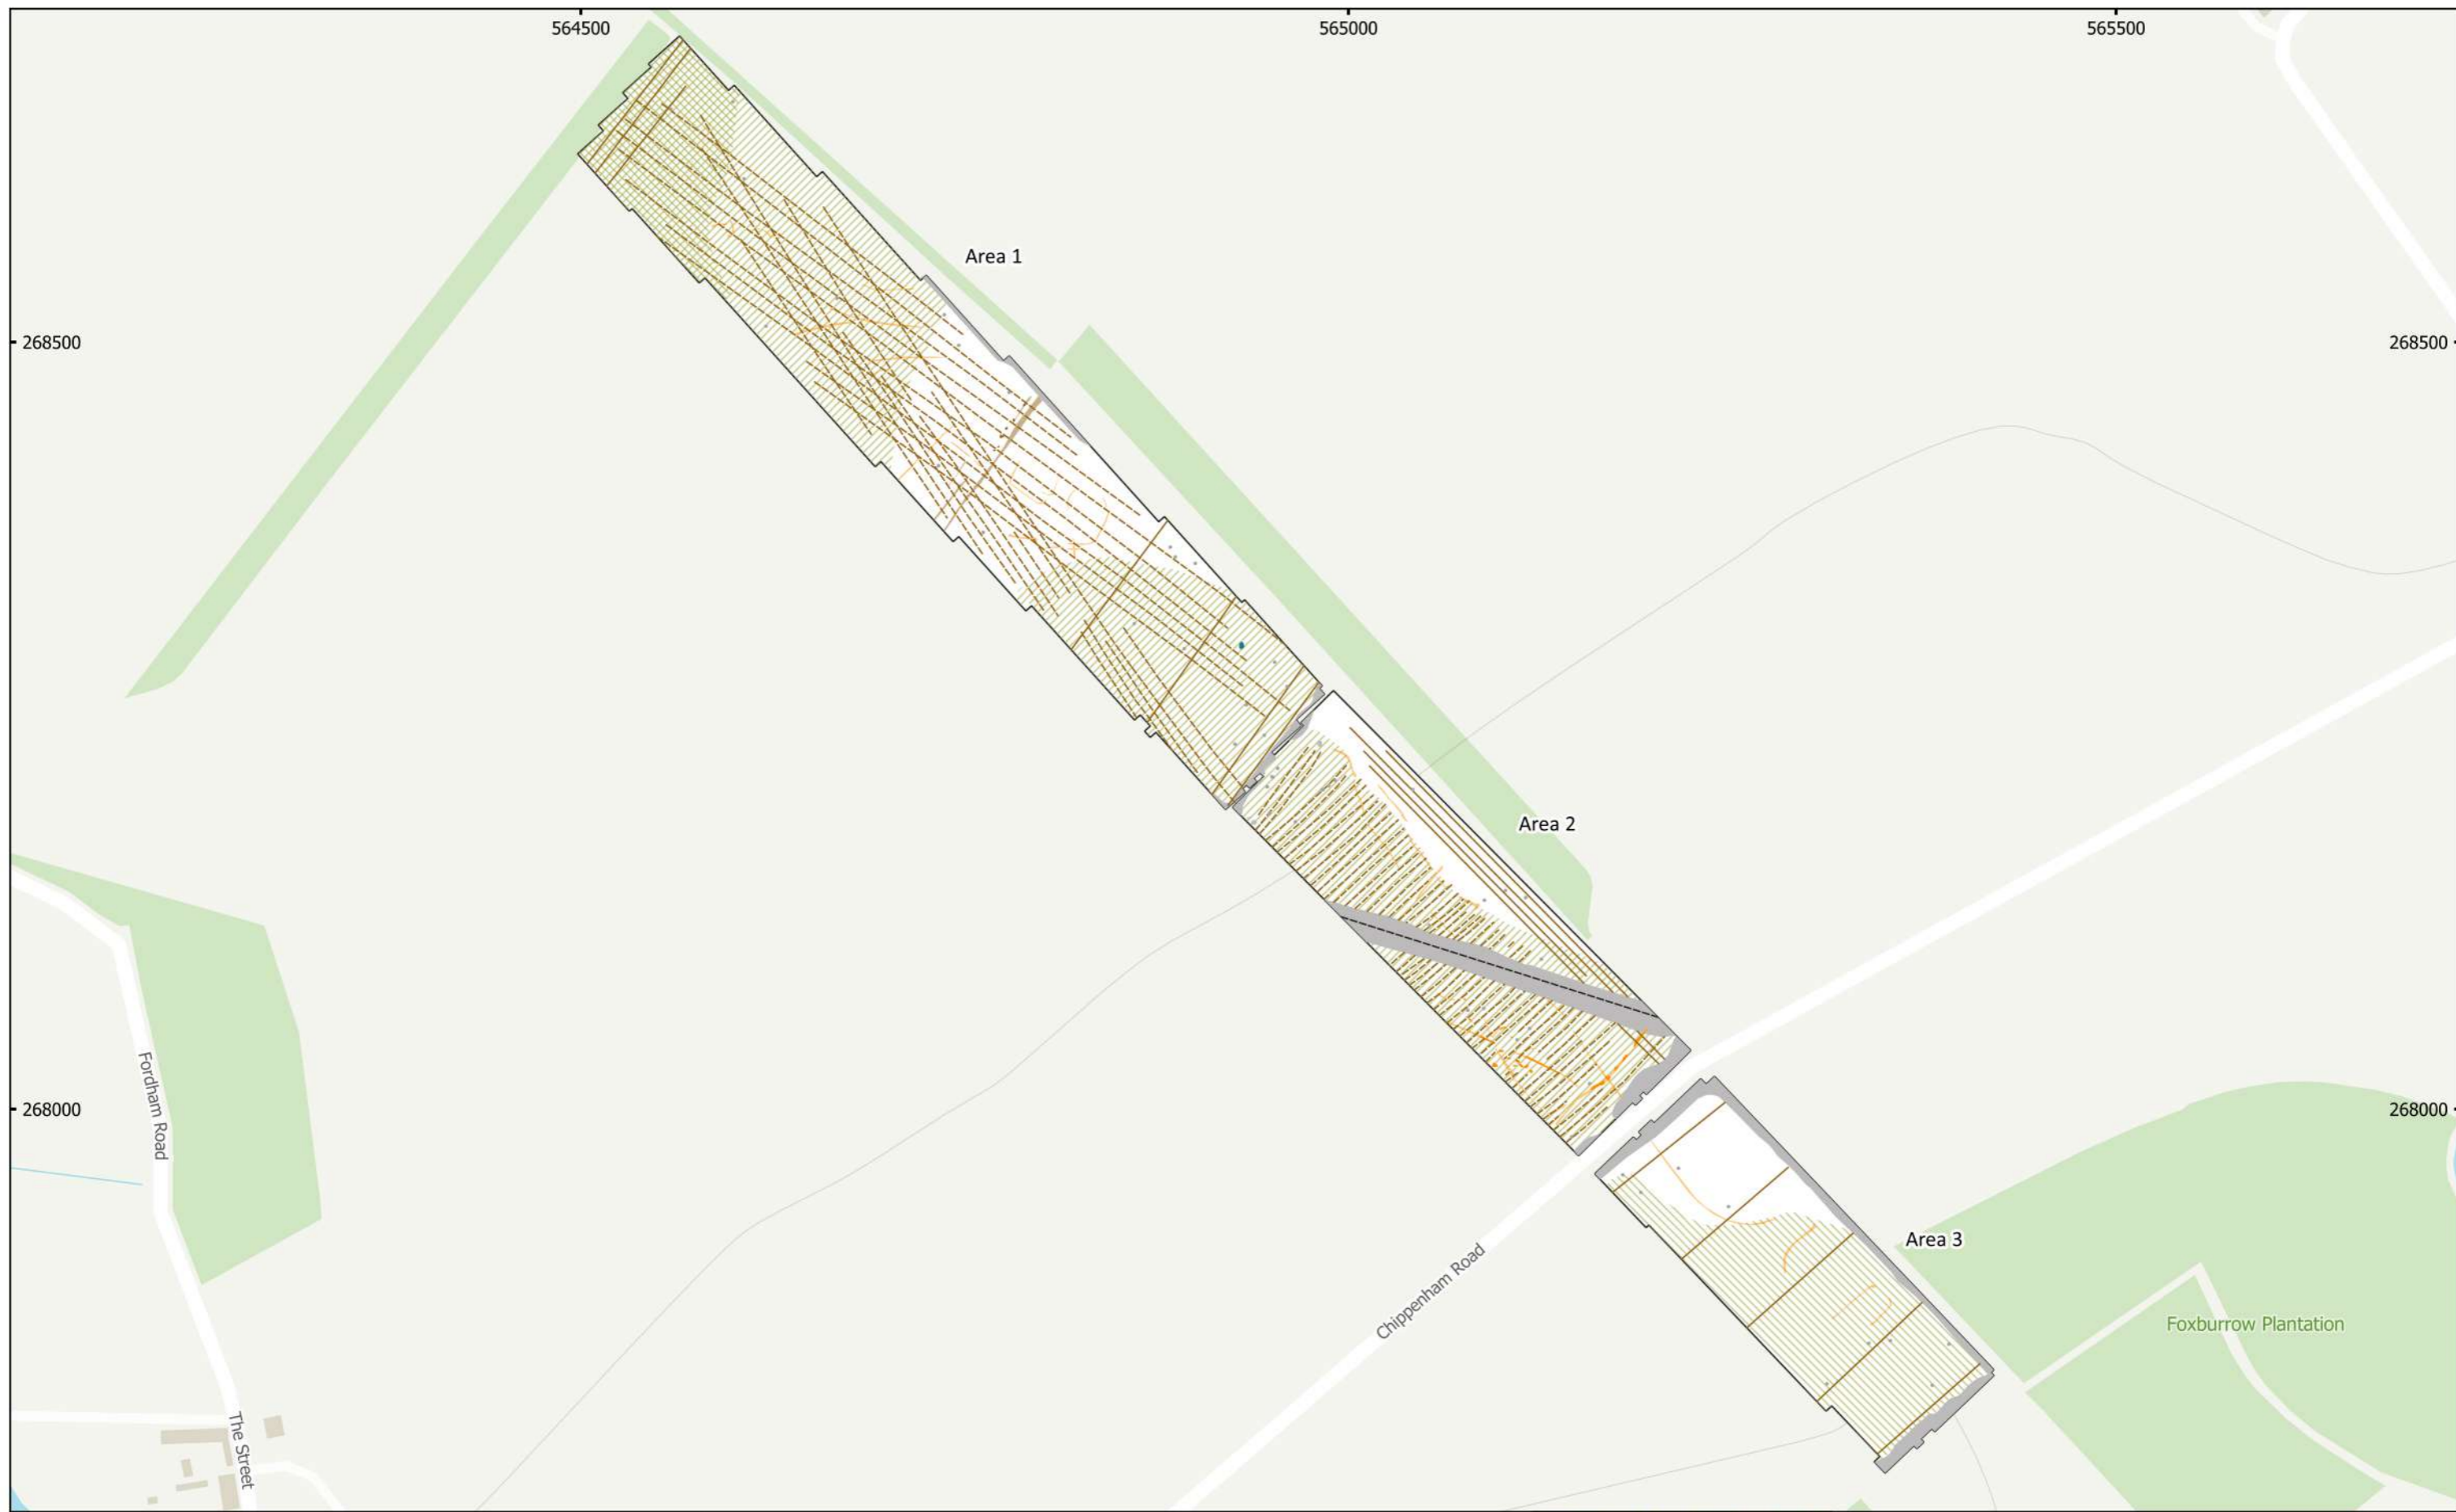 564500
565000
565500
Area 1
268500
268500
Area 2
Fordham Road
268000
268000
Area 3
Chippenham Road
Foxburrow Plantation
The Street